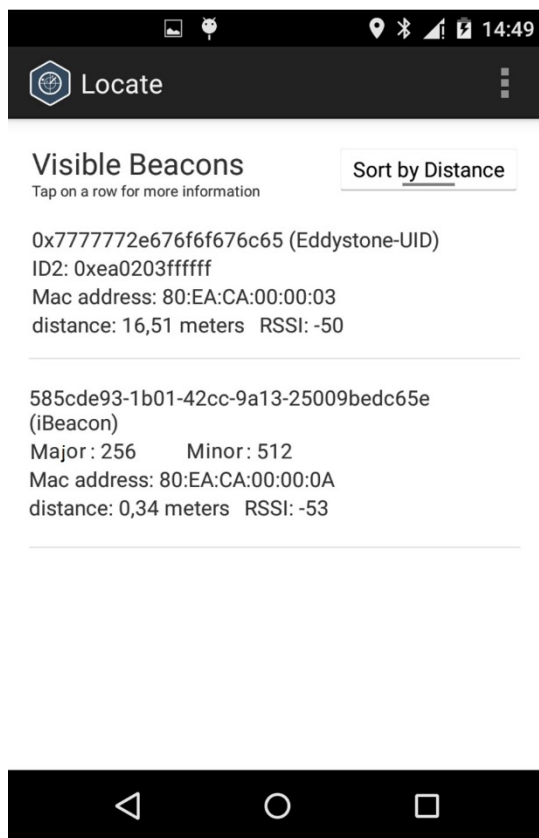 14:49
Locate
Visible Beacons
Sort by Distance
Tap on a row for more information
0x7777772e676f6f676c65 (Eddystone-UID)
ID2: 0xea0203ffffff
Mac address: 80:EA:CA:00:00:03
distance: 16,51 meters RSSI: -50
585cde93-1b01-42cc-9a13-25009bedc65e
(iBeacon)
Major : 256 Minor : 512
Mac address: 80:EA:CA:00:00:0A
distance: 0,34 meters RSSI: -53